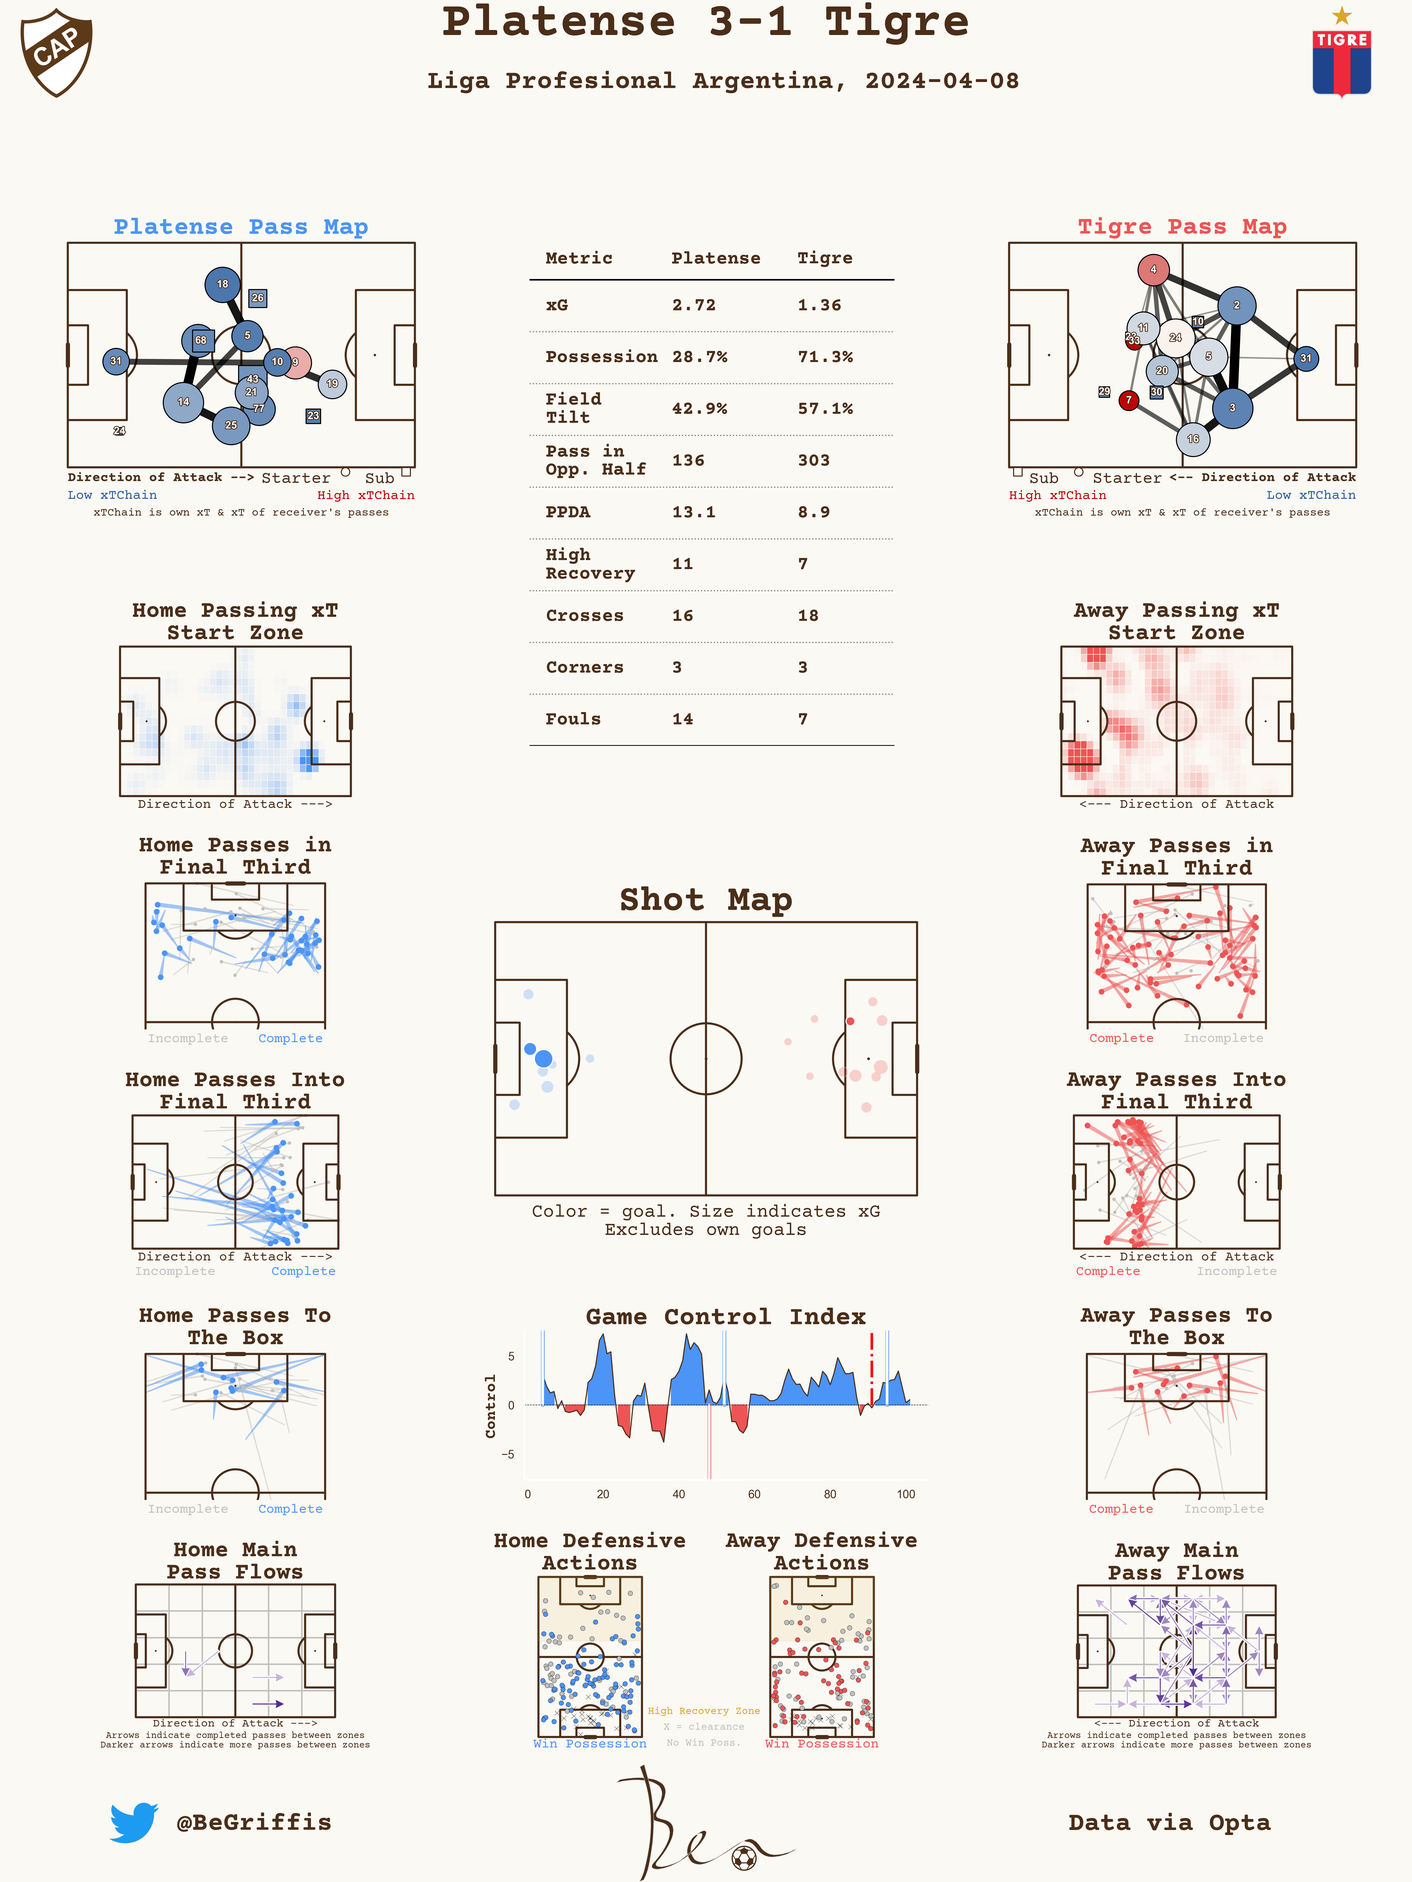 Platense 3-1 Tigre
Liga Profesional Argentina, 2024-04-08
CAP
TIGRE
Platense Pass Map
18
26
68
5
31
10
9
19
43
21
14
77
25
23
24
Direction of Attack --> Starter Sub
Low xTChain High xTChain
xTChain is own xT & xT of receiver's passes
Metric Platense Tigre
xG 2.72 1.36
Possession 28.7% 71.3%
Field
Tilt 42.9% 57.1%
Pass in
Opp. Half 136 303
PPDA 13.1 8.9
High
Recovery 11 7
Crosses 16 18
Corners 3 3
Fouls 14 7
Tigre Pass Map
4
2
11
10
33
24
5
31
20
29
30
7
3
16
Sub Starter <-- Direction of Attack
High xTChain Low xTChain
xTChain is own xT & xT of receiver's passes
Home Passing xT
Start Zone
Direction of Attack --->
Away Passing xT
Start Zone
<--- Direction of Attack
Home Passes in
Final Third
Incomplete Complete
Away Passes in
Final Third
Complete Incomplete
Shot Map
Color = goal. Size indicates xG
Excludes own goals
Home Passes Into
Final Third
Direction of Attack --->
Incomplete Complete
Away Passes Into
Final Third
<--- Direction of Attack
Complete Incomplete
Home Passes To
The Box
Incomplete Complete
Game Control Index
Control
5
0
−5
0 20 40 60 80 100
Away Passes To
The Box
Complete Incomplete
Home Main
Pass Flows
Direction of Attack --->
Arrows indicate completed passes between zones
Darker arrows indicate more passes between zones
Home Defensive
Actions
Win Possession
High Recovery Zone
X = clearance
No Win Poss.
Away Defensive
Actions
Win Possession
Away Main
Pass Flows
<--- Direction of Attack
Arrows indicate completed passes between zones
Darker arrows indicate more passes between zones
@BeGriffis
Ben
Data via Opta